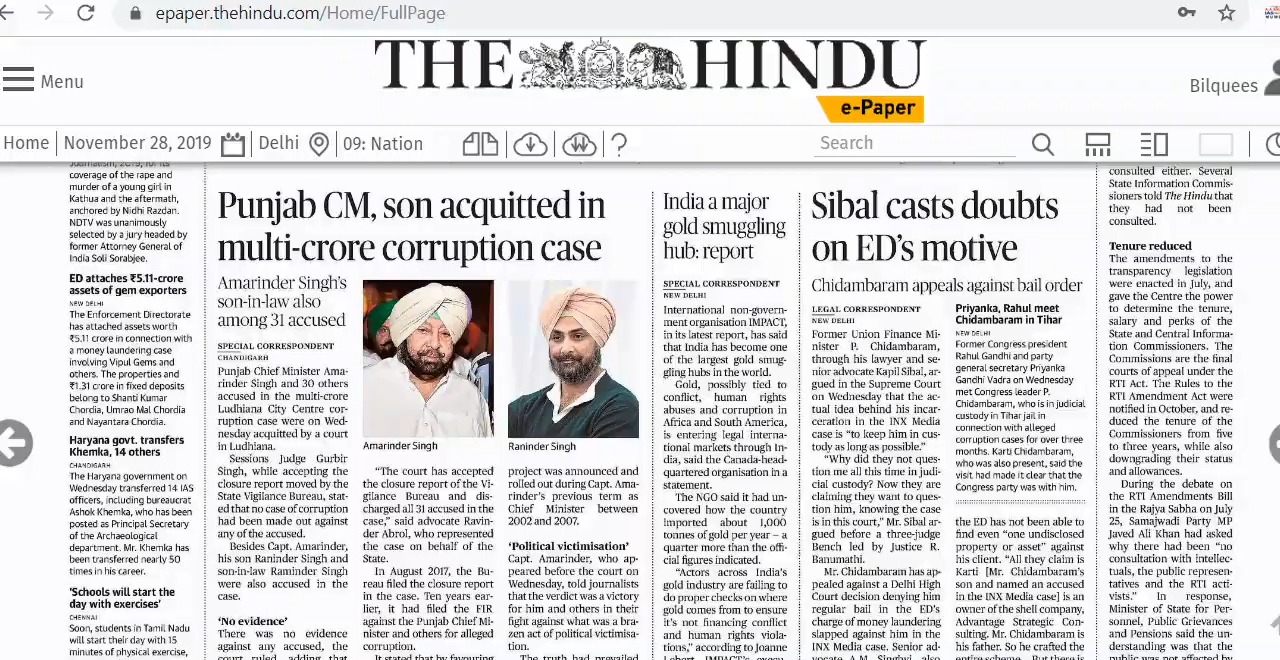 epaper.thehindu.com/Home/FullPage
THE HINDU
e-Paper
Menu
Bilquees
Home
November 28, 2019
Delhi
09: Nation
Search
coverage of the rape and
murder of a young girl in
Kathua and the aftermath,
anchored by Nidhi Razdan.
NDTV was unanimously
selected by a jury headed by
former Attorney General of
India Soli Sorabjee.
ED attaches ₹5.11-crore
assets of gem exporters
NEW DELHI
The Enforcement Directorate
has attached assets worth
₹5.11 crore in connection with
a money laundering case
involving Vipul Gems and
others. The properties and
₹1.31 crore in fixed deposits
belong to Shanti Kumar
Chordia, Umrao Mal Chordia
and Nayantara Chordia.
Haryana govt. transfers
Khemka, 14 others
CHANDIGARH
The Haryana government on
Wednesday transferred 14 IAS
officers, including bureaucrat
Ashok Khemka, who has been
posted as Principal Secretary
of the Archaeological
department. Mr. Khemka has
been transferred nearly 50
times in his career.
'Schools will start the
day with exercises'
CHENNAI
Soon, students in Tamil Nadu
will start their day with 15
minutes of physical exercise,
Punjab CM, son acquitted in
multi-crore corruption case
Amarinder Singh's
son-in-law also
among 31 accused
SPECIAL CORRESPONDENT
CHANDIGARH
Punjab Chief Minister Ama-
rinder Singh and 30 others
accused in the multi-crore
Ludhiana City Centre cor-
ruption case were on Wed-
nesday acquitted by a court
in Ludhiana.
Sessions Judge Gurbir
Singh, while accepting the
closure report moved by the
State Vigilance Bureau, stat-
ed that no case of corruption
had been made out against
any of the accused.
Besides Capt. Amarinder,
his son Raninder Singh and
son-in-law Raminder Singh
were also accused in the
case.
'No evidence'
There was no evidence
against any accused, the
court ruled, adding that
Amarinder Singh
Raninder Singh
"The court has accepted
the closure report of the Vi-
gilance Bureau and dis-
charged all 31 accused in the
case," said advocate Ravin-
der Abrol, who represented
the case on behalf of the
State.
In August 2017, the Bu-
reau filed the closure report
in the case. Ten years ear-
lier, it had filed the FIR
against the Punjab Chief Mi-
nister and others for alleged
corruption.
It stated that by favouring
project was announced and
rolled out during Capt. Ama-
rinder's previous term as
Chief Minister between
2002 and 2007.
'Political victimisation'
Capt. Amarinder, who ap-
peared before the court on
Wednesday, told journalists
that the verdict was a victory
for him and others in their
fight against what was a bra-
zen act of political victimisa-
tion.
The truth had prevailed
India a major
gold smuggling
hub: report
SPECIAL CORRESPONDENT
NEW DELHI
International non-govern-
ment organisation IMPACT,
in its latest report, has said
that India has become one
of the largest gold smug-
gling hubs in the world.
Gold, possibly tied to
conflict, human rights
abuses and corruption in
Africa and South America,
is entering legal interna-
tional markets through In-
dia, said the Canada-head-
quartered organisation in a
statement.
The NGO said it had un-
covered how the country
imported about 1,000
tonnes of gold per year – a
quarter more than the offi-
cial figures indicated.
"Actors across India's
gold industry are failing to
do proper checks on where
gold comes from to ensure
it's not financing conflict
and human rights viola-
tions," according to Joanne
Sibal casts doubts
on ED's motive
Chidambaram appeals against bail order
LEGAL CORRESPONDENT
NEW DELHI
Former Union Finance Mi-
nister P. Chidambaram,
through his lawyer and se-
nior advocate Kapil Sibal, ar-
gued in the Supreme Court
on Wednesday that the ac-
tual idea behind his incar-
ceration in the INX Media
case is "to keep him in cus-
tody as long as possible."
"Why did they not ques-
tion me all this time in judi-
cial custody? Now they are
claiming they want to ques-
tion him, knowing the case
is in this court," Mr. Sibal ar-
gued before a three-judge
Bench led by Justice R.
Banumathi.
Mr. Chidambaram has ap-
pealed against a Delhi High
Court decision denying him
regular bail in the ED's
charge of money laundering
slapped against him in the
INX Media case. Senior ad-
vocate A.M. Singhvi, also
Priyanka, Rahul meet
Chidambaram in Tihar
NEW DELHI
Former Congress president
Rahul Gandhi and party
general secretary Priyanka
Gandhi Vadra on Wednesday
met Congress leader P.
Chidambaram, who is in judicial
custody in Tihar jail in
connection with alleged
corruption cases for over three
months. Karti Chidambaram,
who was also present, said the
visit had made it clear that the
Congress party was with him.
the ED has not been able to
find even "one undisclosed
property or asset" against
his client. "All they claim is
Karti [Mr. Chidambaram's
son and named an accused
in the INX Media case] is an
owner of the shell company,
Advantage Strategic Con-
sulting. Mr. Chidambaram is
his father. So he crafted the
entire scheme... But there is
consulted either. Several
State Information Commis-
sioners told The Hindu that
they had not been
consulted.
Tenure reduced
The amendments to the
transparency legislation
were enacted in July, and
gave the Centre the power
to determine the tenure,
salary and perks of the
State and Central Informa-
tion Commissioners. The
Commissions are the final
courts of appeal under the
RTI Act. The Rules to the
RTI Amendment Act were
notified in October, and re-
duced the tenure of the
Commissioners from five
to three years, while also
downgrading their status
and allowances.
During the debate on
the RTI Amendments Bill
in the Rajya Sabha on July
25, Samajwadi Party MP
Javed Ali Khan had asked
why there had been "no
consultation with intellec-
tuals, the public represen-
tatives and the RTI acti-
vists." In response,
Minister of State for Per-
sonnel, Public Grievances
and Pensions said the un-
derstanding was that the
public was not affected by